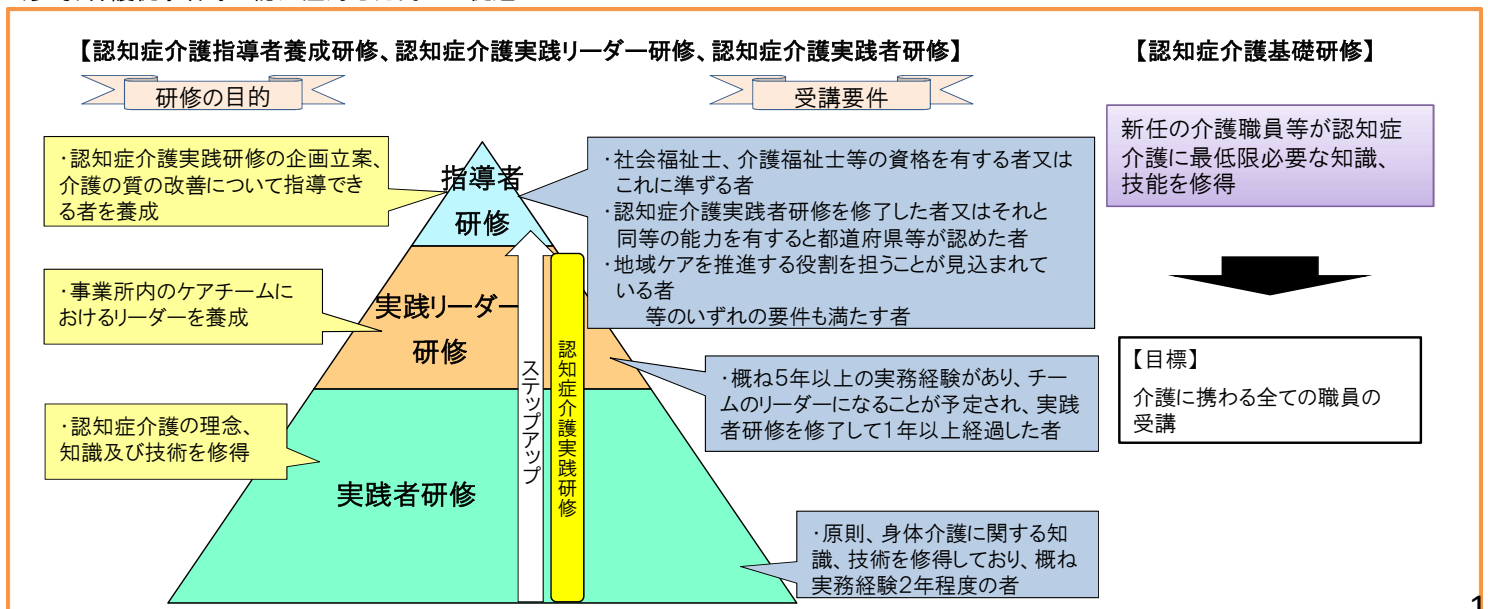 【認知症介護指導者養成研修、認知症介護実践リーダー研修、認知症介護実践者研修】
研修の目的
受講要件
・認知症介護実践研修の企画立案、
介護の質の改善について指導でき
る者を養成
指導者
研修
・社会福祉士、介護福祉士等の資格を有する者又は
これに準ずる者
・認知症介護実践者研修を修了した者又はそれと
同等の能力を有すると都道府県等が認めた者
・地域ケアを推進する役割を担うことが見込まれて
いる者
等のいずれの要件も満たす者
・事業所内のケアチームに
おけるリーダーを養成
実践リーダー
研修
・概ね5年以上の実務経験があり、チー
ムのリーダーになることが予定され、実践
者研修を修了して1年以上経過した者
・認知症介護の理念、
知識及び技術を修得
実践者研修
ステップアップ
認知症介護実践研修
・原則、身体介護に関する知
識、技術を修得しており、概ね
実務経験2年程度の者
【認知症介護基礎研修】
新任の介護職員等が認知症
介護に最低限必要な知識、
技能を修得
【目標】
介護に携わる全ての職員の
受講
1